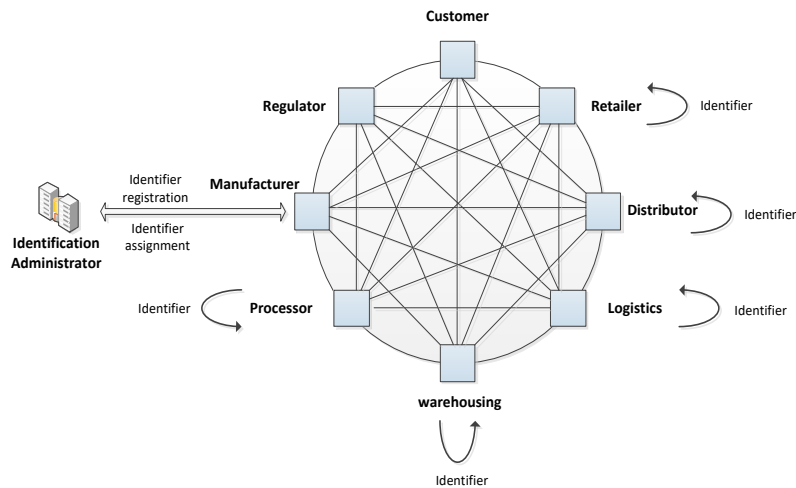 Customer
Regulator
Retailer
Identifier
Identifier
registration
Manufacturer
Identifier
assignment
Identification
Administrator
Distributor
Identifier
Identifier
Processor
Logistics
Identifier
warehousing
Identifier